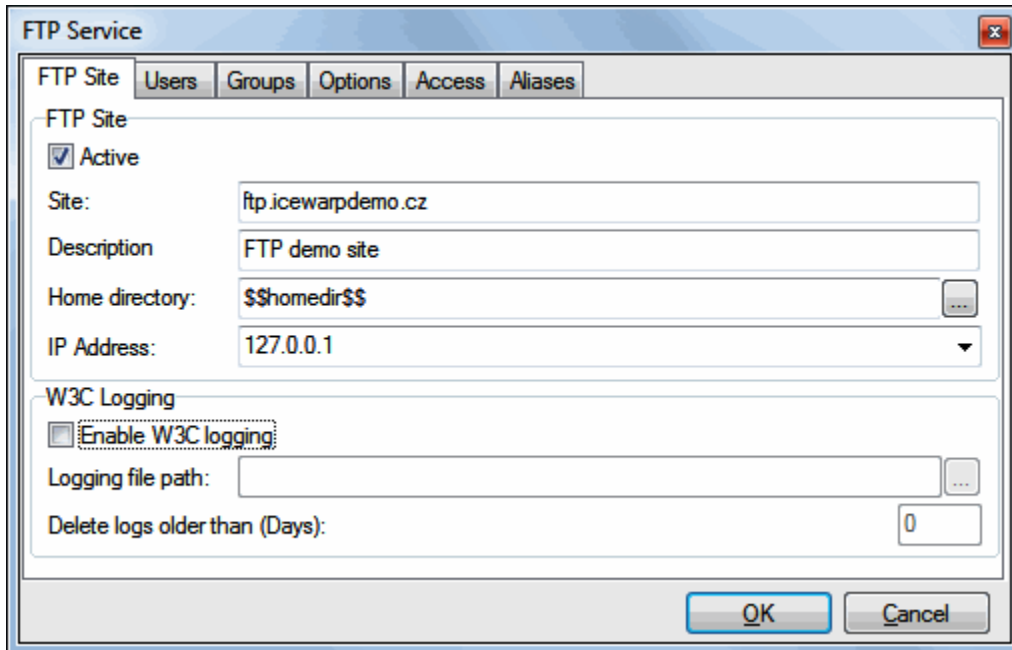 FTP Service
FTP Site Users Groups Options Access Aliases
FTP Site
Active
Site: ftp.icewarpdemo.cz
Description FTP demo site
Home directory: $$homedir$$ ...
IP Address: 127.0.0.1
W3C Logging
Enable W3C logging
Logging file path: ...
Delete logs older than (Days): 0
OK Cancel